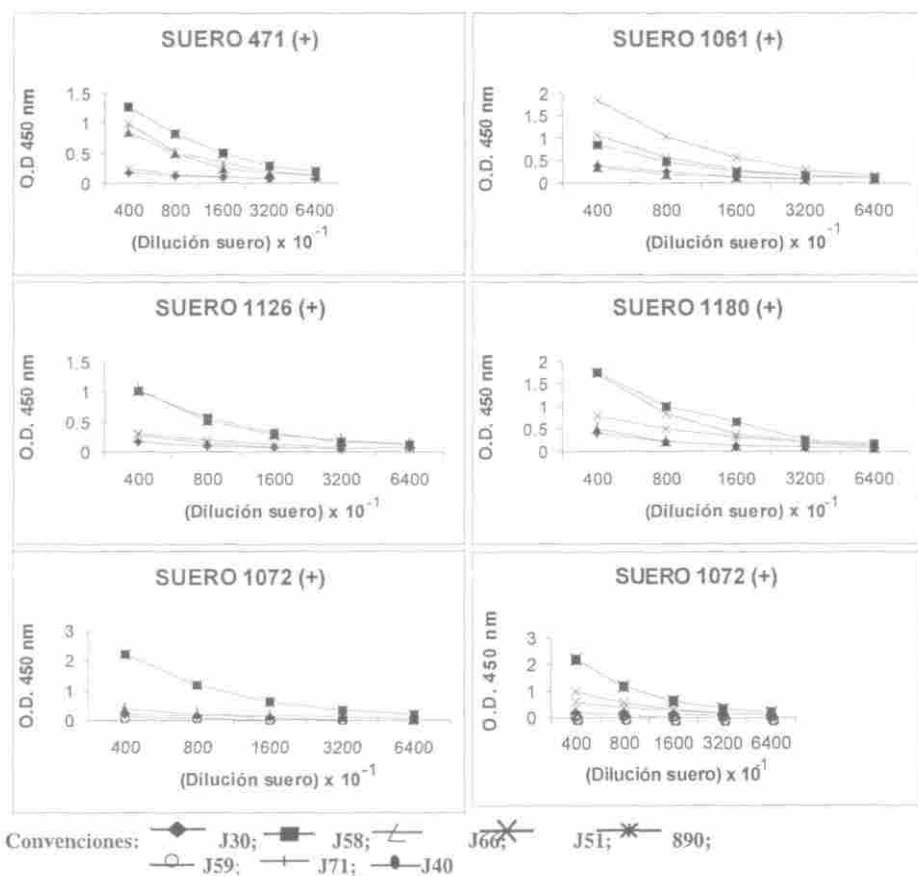 SUERO 471 (+)
O.D 450 nm
1.5
1
0.5
0
400 800 1600 3200 6400
(Dilución suero) x 10⁻¹
SUERO 1061 (+)
O.D. 450 nm
2
1.5
1
0.5
0
400 800 1600 3200 6400
(Dilución suero) x 10⁻¹
SUERO 1126 (+)
O.D. 450 nm
1.5
1
0.5
0
400 800 1600 3200 6400
(Dilución suero) x 10⁻¹
SUERO 1180 (+)
O.D. 450 nm
2
1.5
1
0.5
0
400 800 1600 3200 6400
(Dilución suero) x 10⁻¹
SUERO 1072 (+)
O.D. 450 nm
3
2
1
0
400 800 1600 3200 6400
(Dilución suero) x 10⁻¹
SUERO 1072 (+)
O.D. 450 nm
3
2
1
0
400 800 1600 3200 6400
(Dilución suero) x 10⁻¹
Convenciones: J30; J58; J66; J51; 890;
J59; J71; J40